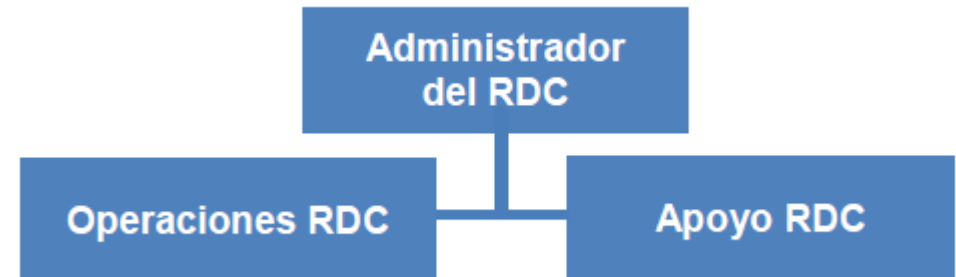 Administrador
del RDC
Operaciones RDC
Apoyo RDC